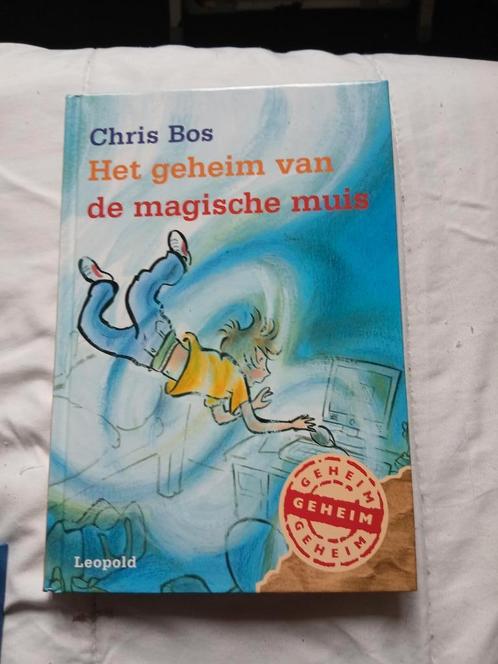 Chris Bos
Het geheim van
de magische muis
GEHEIM
GEHEIM
GEHEIM
Leopold